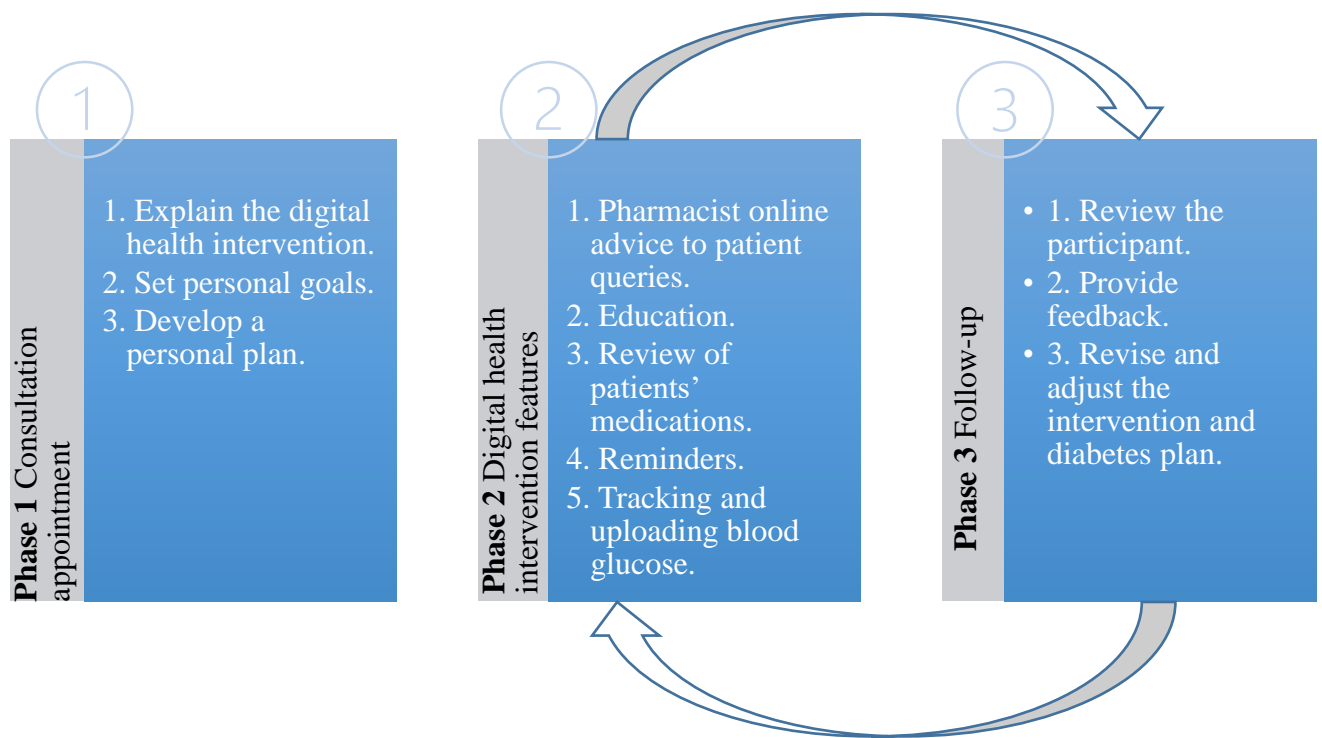 1
Phase 1 Consultation
appointment
1. Explain the digital
health intervention.
2. Set personal goals.
3. Develop a
personal plan.
2
Phase 2 Digital health
intervention features
1. Pharmacist online
advice to patient
queries.
2. Education.
3. Review of
patients’
medications.
4. Reminders.
5. Tracking and
uploading blood
glucose.
3
Phase 3 Follow-up
• 1. Review the
participant.
• 2. Provide
feedback.
• 3. Revise and
adjust the
intervention and
diabetes plan.